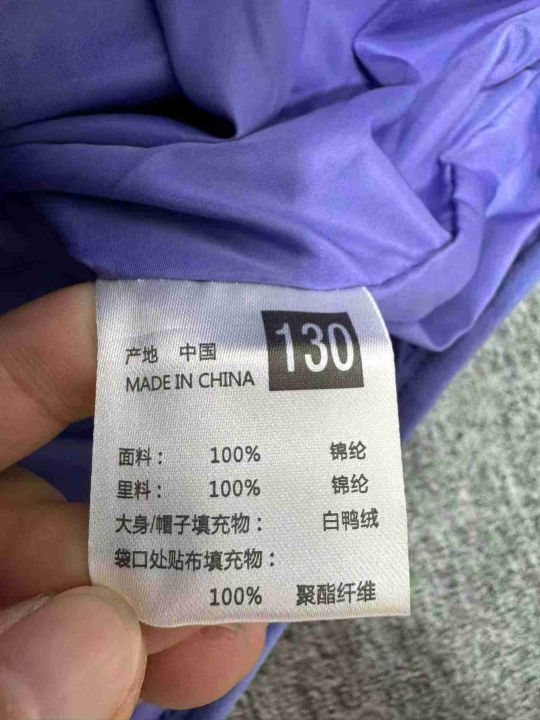 产地 中国
130
MADE IN CHINA
面料： 100% 锦纶
里料： 100% 锦纶
大身/帽子填充物： 白鸭绒
袋口处贴布填充物：
100% 聚酯纤维